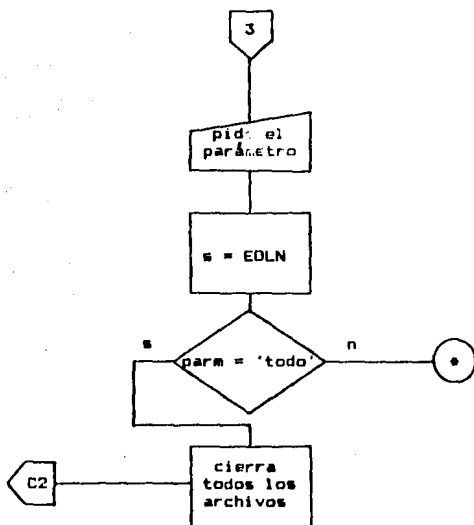 3
pide el
parámetro
s = EOLN
s
n
parm = 'todo'
*
cierra
todos los
archivos
C2